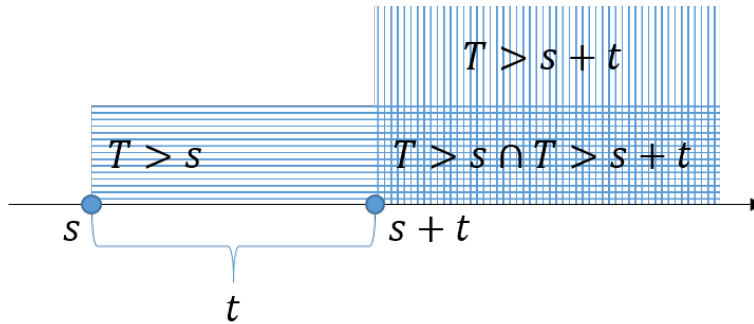 T > s + t
T > s T > s ∩ T > s + t
s s + t
t